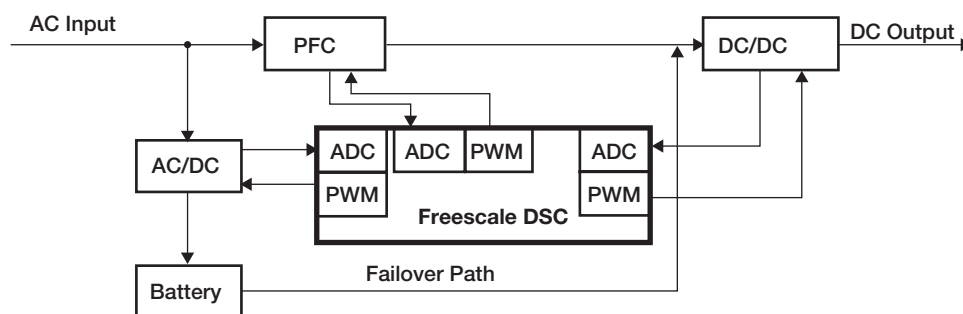 AC Input
PFC
DC/DC
DC Output
AC/DC
ADC
ADC
PWM
ADC
PWM
PWM
Freescale DSC
Battery
Failover Path